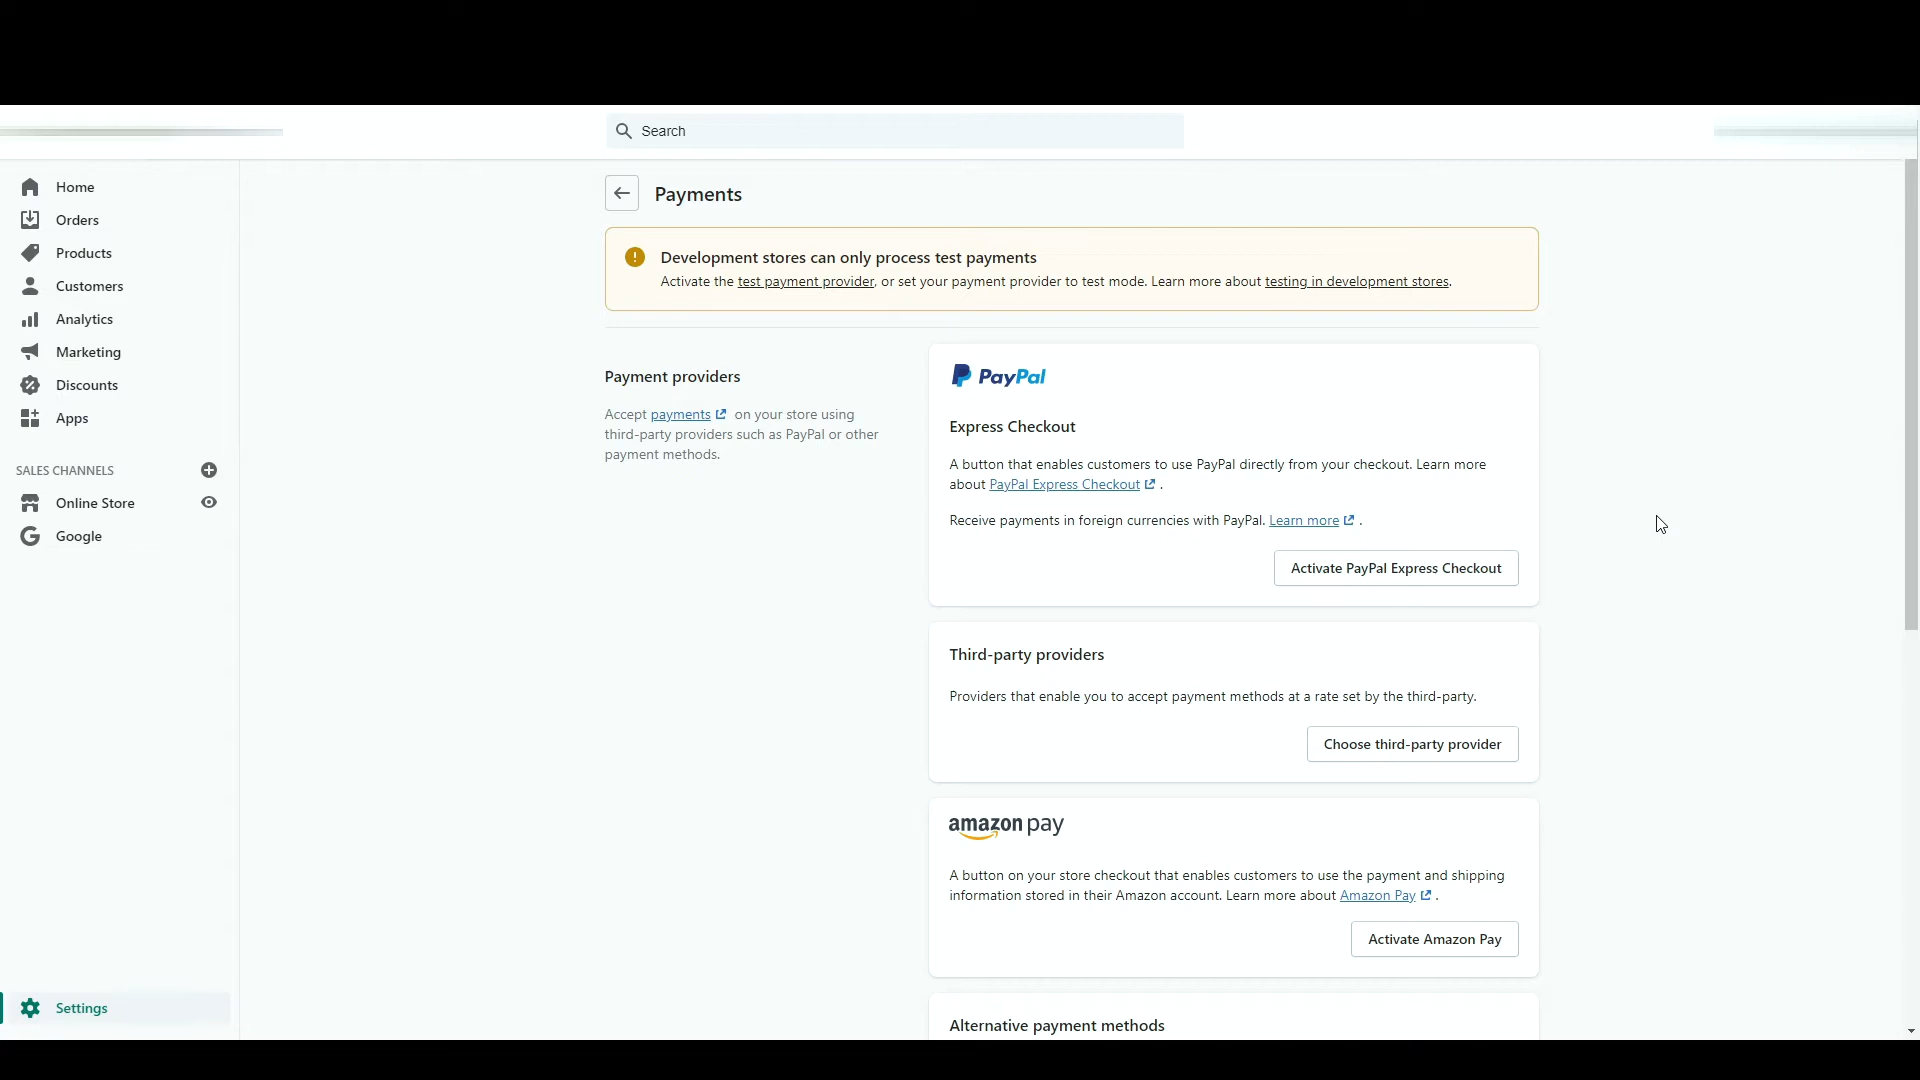 Search
Home
Orders
Products
Customers
Analytics
Marketing
Discounts
Apps
SALES CHANNELS
Online Store
Google
Settings
Payments
Development stores can only process test payments
Activate the test payment provider, or set your payment provider to test mode. Learn more about testing in development stores.
Payment providers
Accept payments on your store using
third-party providers such as PayPal or other
payment methods.
PayPal
Express Checkout
A button that enables customers to use PayPal directly from your checkout. Learn more
about PayPal Express Checkout .
Receive payments in foreign currencies with PayPal. Learn more .
Activate PayPal Express Checkout
Third-party providers
Providers that enable you to accept payment methods at a rate set by the third-party.
Choose third-party provider
amazon pay
A button on your store checkout that enables customers to use the payment and shipping
information stored in their Amazon account. Learn more about Amazon Pay .
Activate Amazon Pay
Alternative payment methods